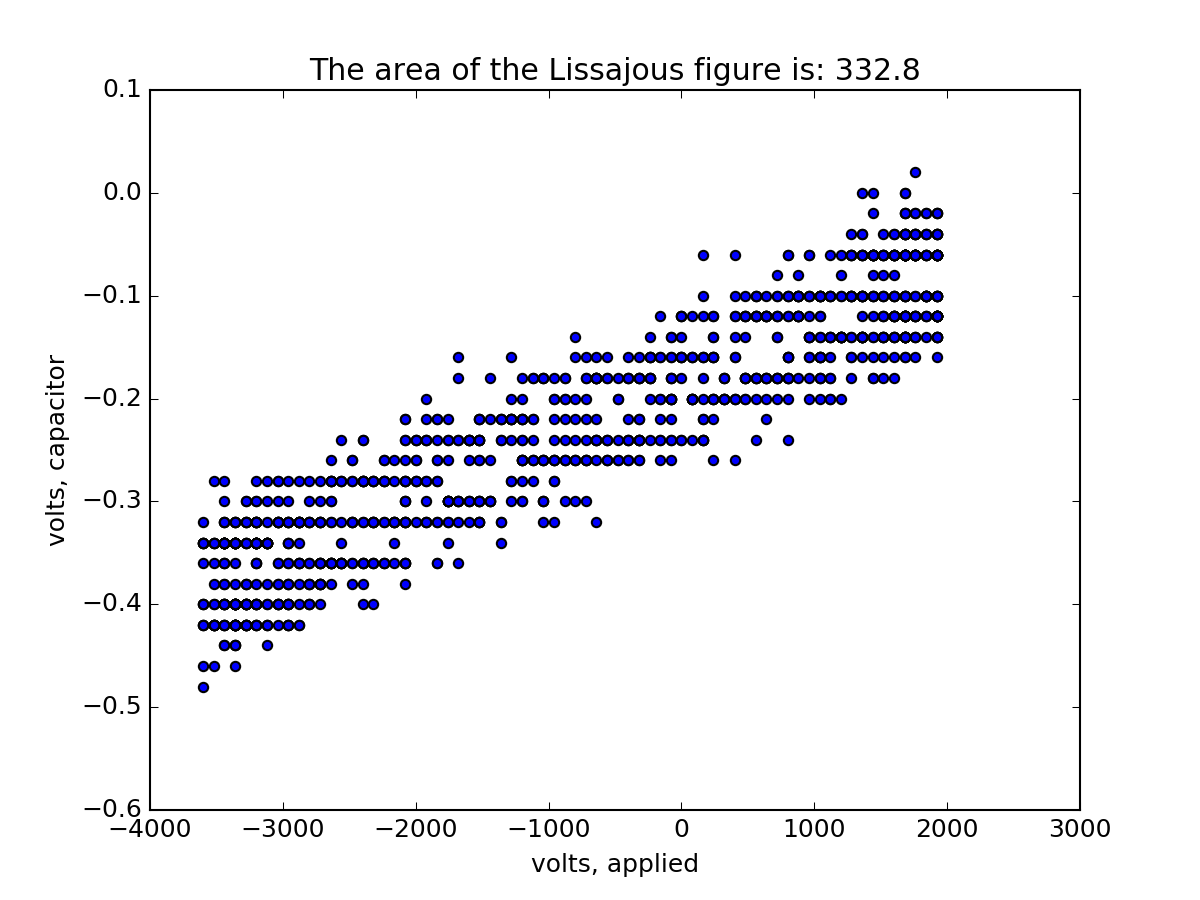 The area of the Lissajous figure is: 332.8
0.1
0.0
−0.1
−0.2
−0.3
−0.4
−0.5
−0.6
volts, capacitor
−4000 −3000 −2000 −1000 0 1000 2000 3000
volts, applied